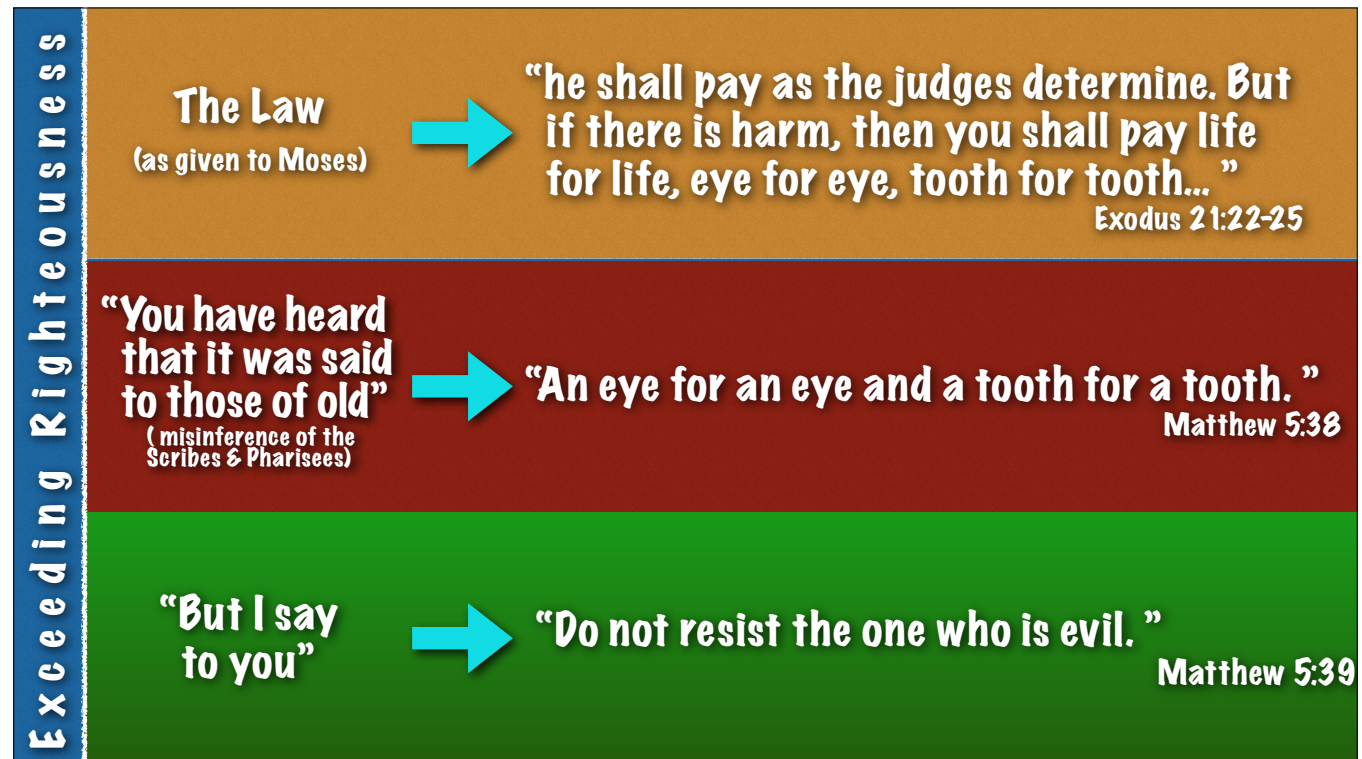 Exceeding Righteousness
The Law
(as given to Moses)
“he shall pay as the judges determine. But
if there is harm, then you shall pay life
for life, eye for eye, tooth for tooth... ”
Exodus 21:22-25
“You have heard
that it was said
to those of old”
( misinference of the
Scribes & Pharisees)
“An eye for an eye and a tooth for a tooth. ”
Matthew 5:38
“But I say
to you”
“Do not resist the one who is evil. ”
Matthew 5:39